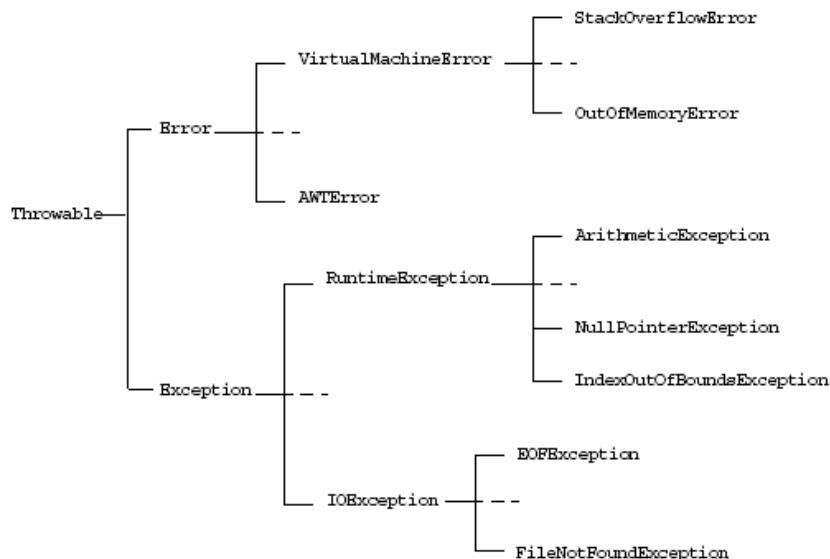 StackOverflowError
VirtualMachineError
OutOfMemoryError
Error
AWTError
Throwable
ArithmeticException
RuntimeException
NullPointerException
IndexOutOfBoundsException
Exception
EOFException
IOException
FileNotFoundException